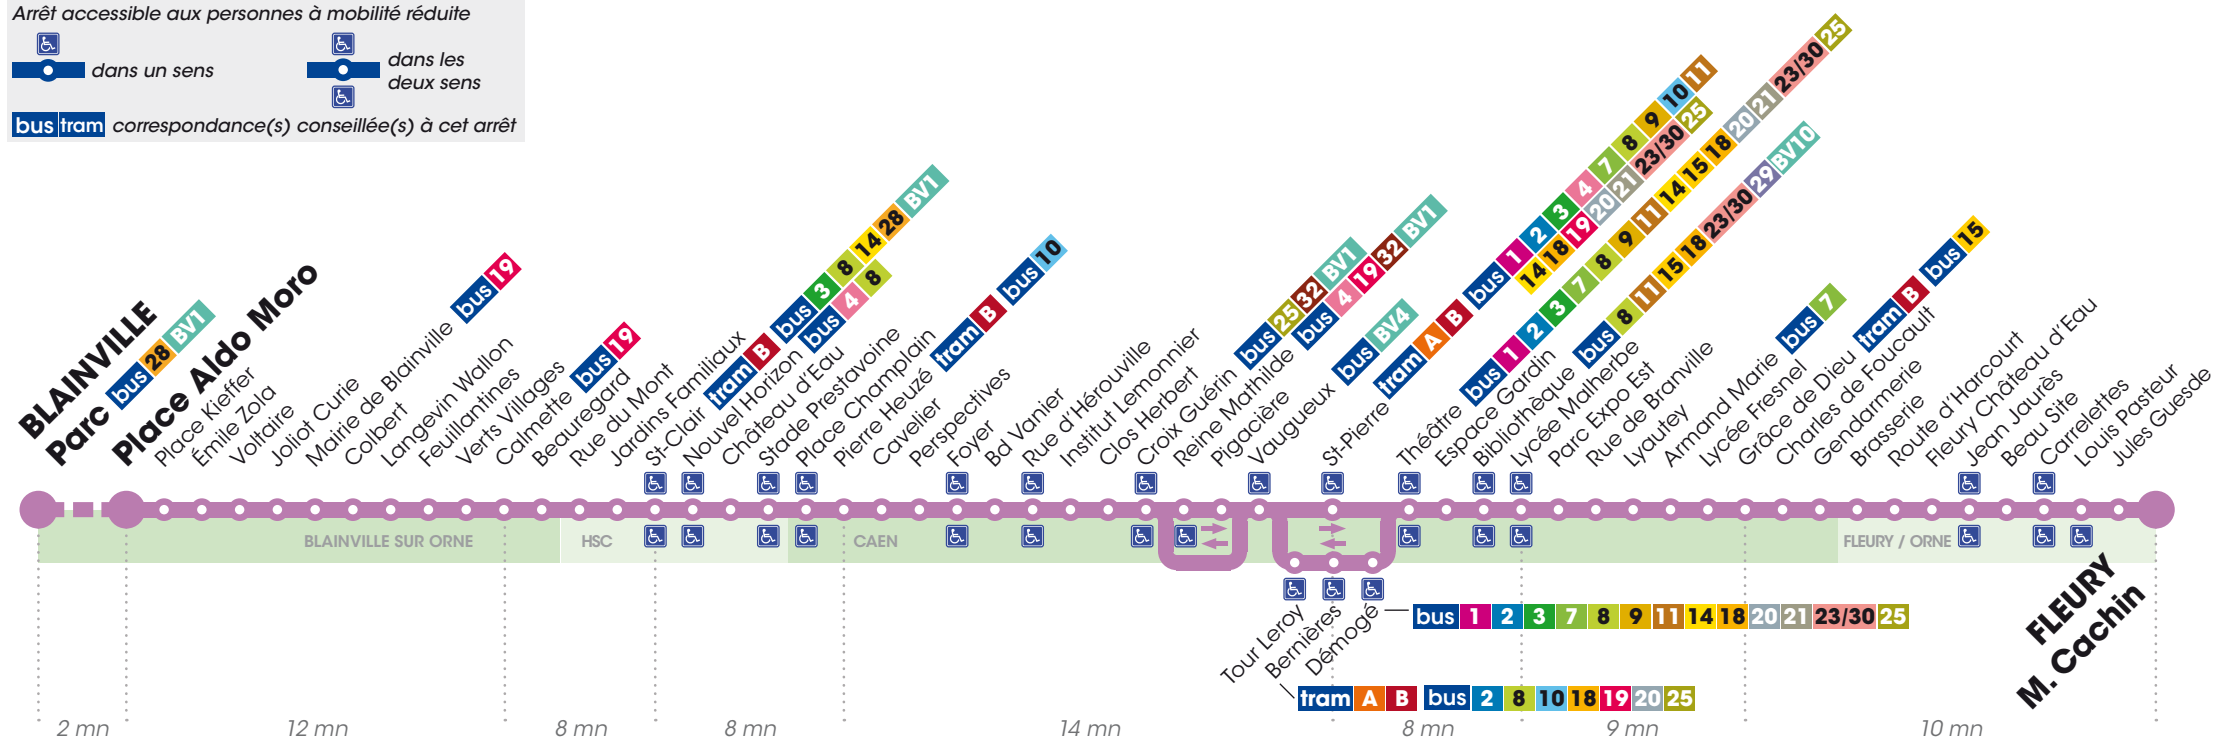 Arrêt accessible aux personnes à mobilité réduite
dans un sens
dans les
deux sens
bus tram correspondance(s) conseillée(s) à cet arrêt
BLAINVILLE
Parc bus 28 BV1
Place Aldo Moro
Place Kieffer
Émile Zola
Voltaire
Joliot Curie
Mairie de Blainville bus 19
Colbert
Langevin Wallon
Feuillantines
Verts Villages
Calmette bus 19
Beauregard
Rue du Mont
Jardins Familiaux
St-Clair tram B bus 3 8 14 28 BV1
Nouvel Horizon bus 4 8
Château d'Eau
Stade Prestavoine
Place Champlain
Pierre Heuzé tram B bus 10
Cavelier
Perspectives
Foyer
Bd Vanier
Rue d'Hérouville
Institut Lemonnier
Clos Herbert
Croix Guérin bus 25 32 BV1
Reine Mathilde bus 4 19 32 BV1
Pigacière
Vaugueux bus BV4
St-Pierre tram A B bus 1 2 3 4 7 8 9 10 11
14 18 19 20 21 23/30 25
Théâtre bus 1 2 3 7 8 9 11 14 15 18 20 21 23/30 25
Espace Gardin
Bibliothèque bus 8 11 15 18 23/30 29 BV10
Lycée Malherbe
Parc Expo Est
Rue de Branville
Lyautey
Armand Marie bus 7
Lycée Fresnel
Grâce de Dieu tram B bus 15
Charles de Foucault
Gendarmerie
Brasserie
Route d'Harcourt
Fleury Château d'Eau
Jean Jaurès
Beau Site
Carrelettes
Louis Pasteur
Jules Guesde
BLAINVILLE SUR ORNE
HSC
CAEN
FLEURY / ORNE
FLEURY
M. Cachin
Tour Leroy
Bernières
Démogé
bus 1 2 3 7 8 9 11 14 18 20 21 23/30 25
tram A B bus 2 8 10 18 19 20 25
2 mn
12 mn
8 mn
8 mn
14 mn
8 mn
9 mn
10 mn